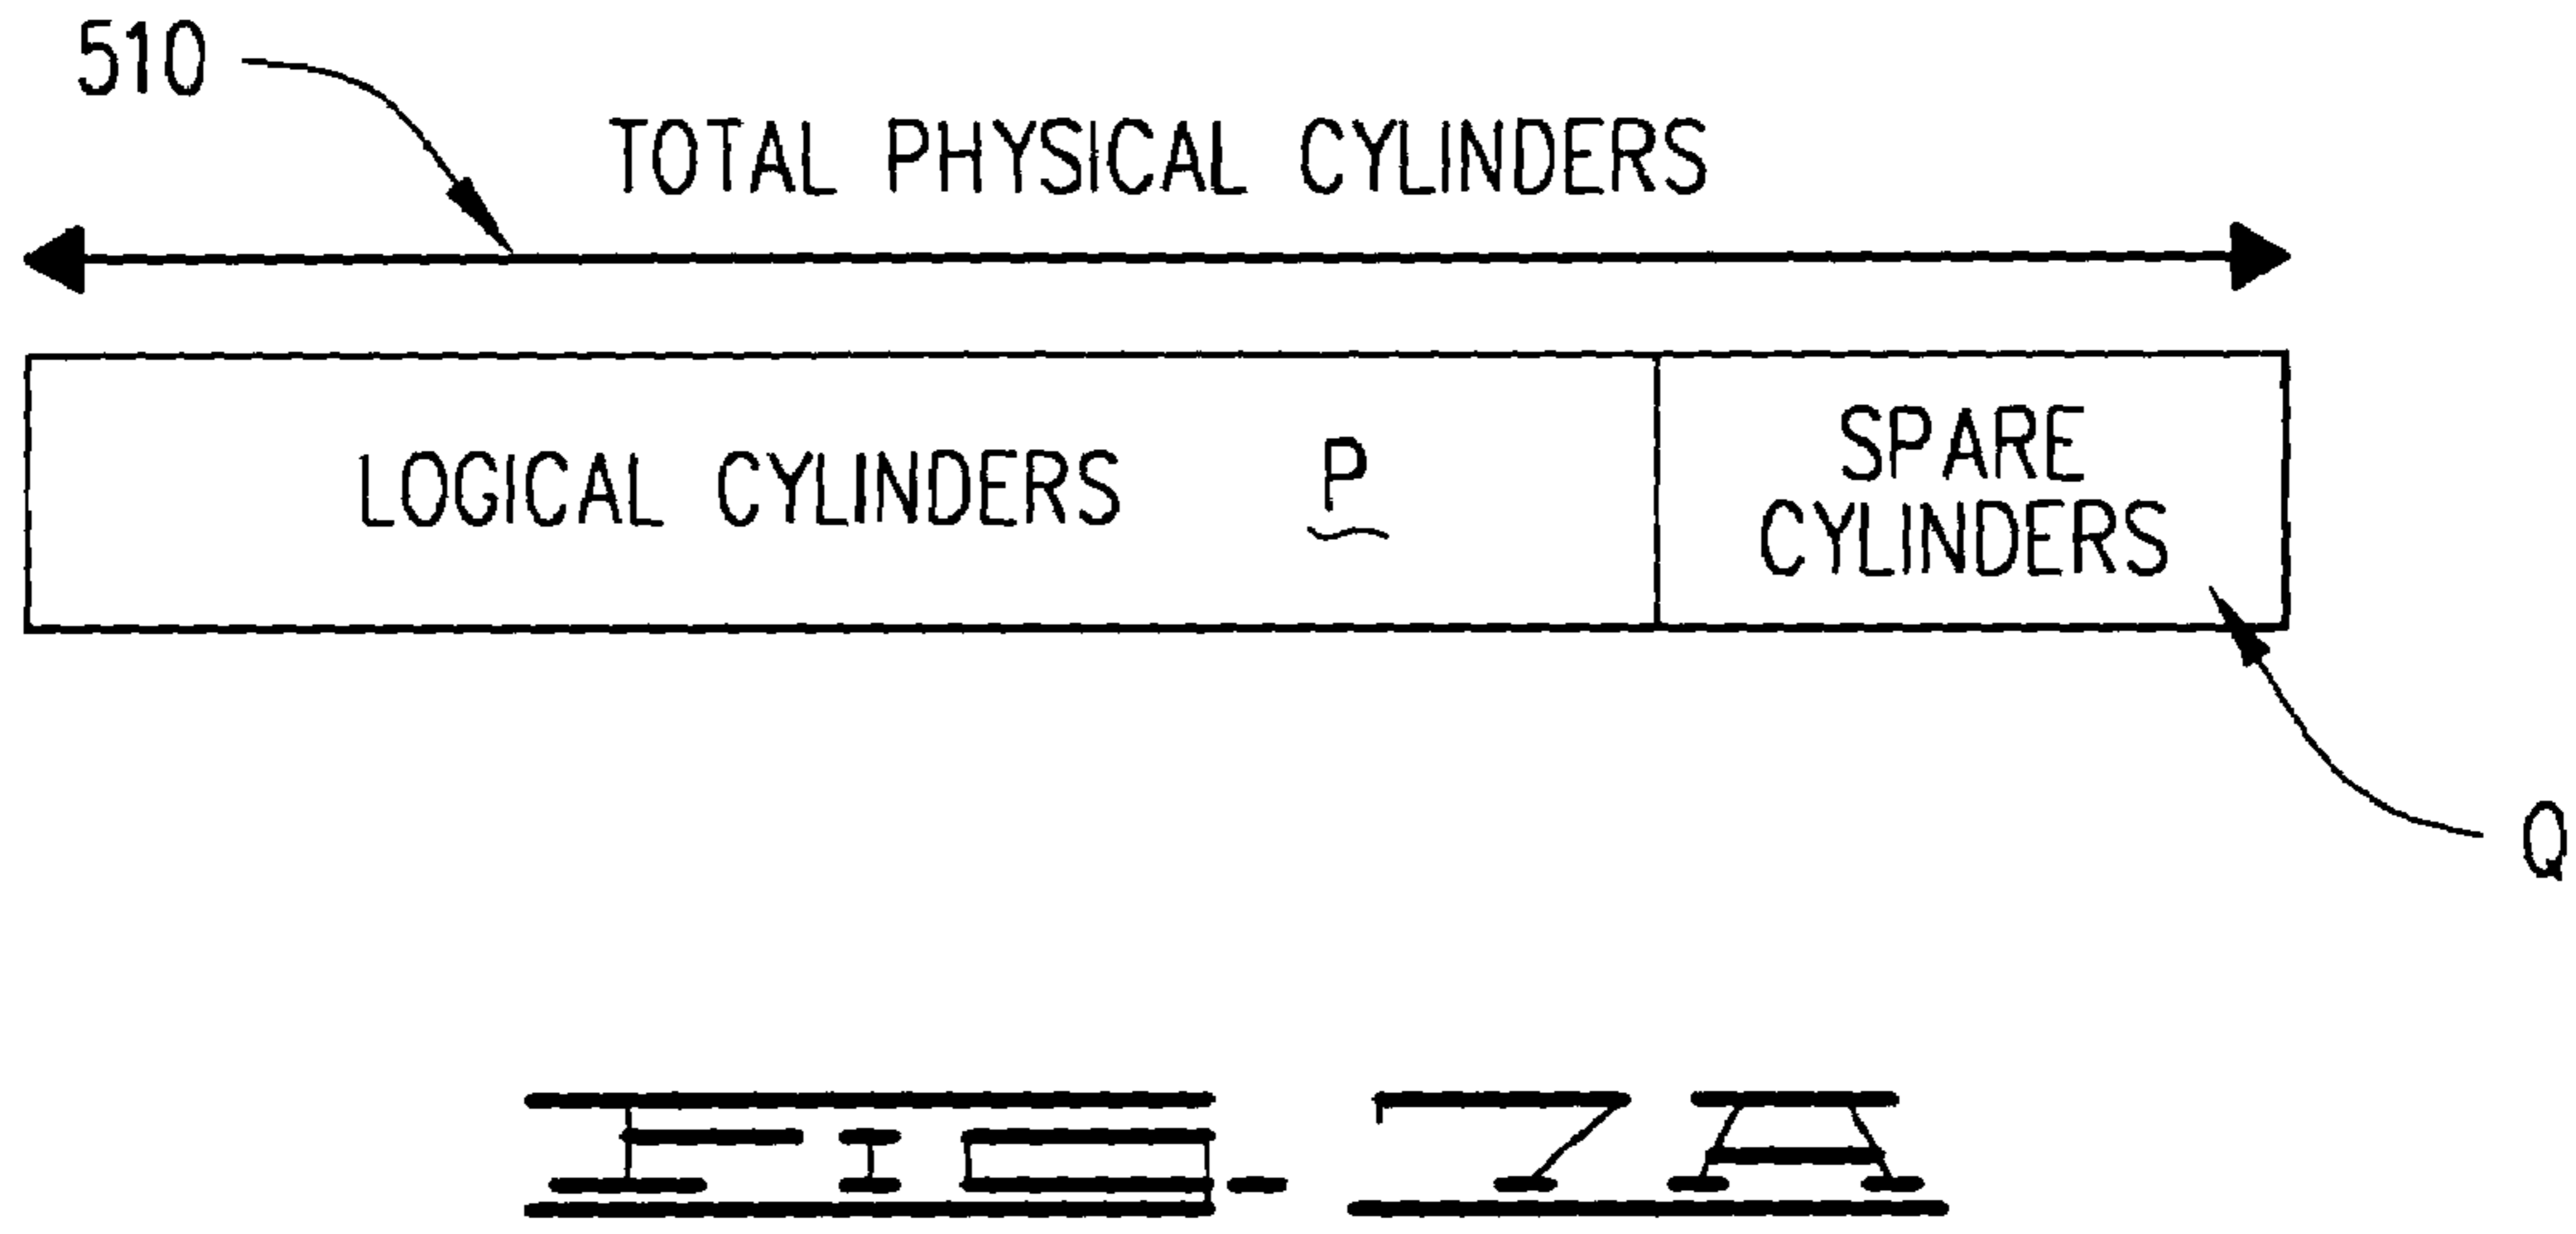 510
TOTAL PHYSICAL CYLINDERS
LOGICAL CYLINDERS P
SPARE
CYLINDERS
Q
FIG-7A